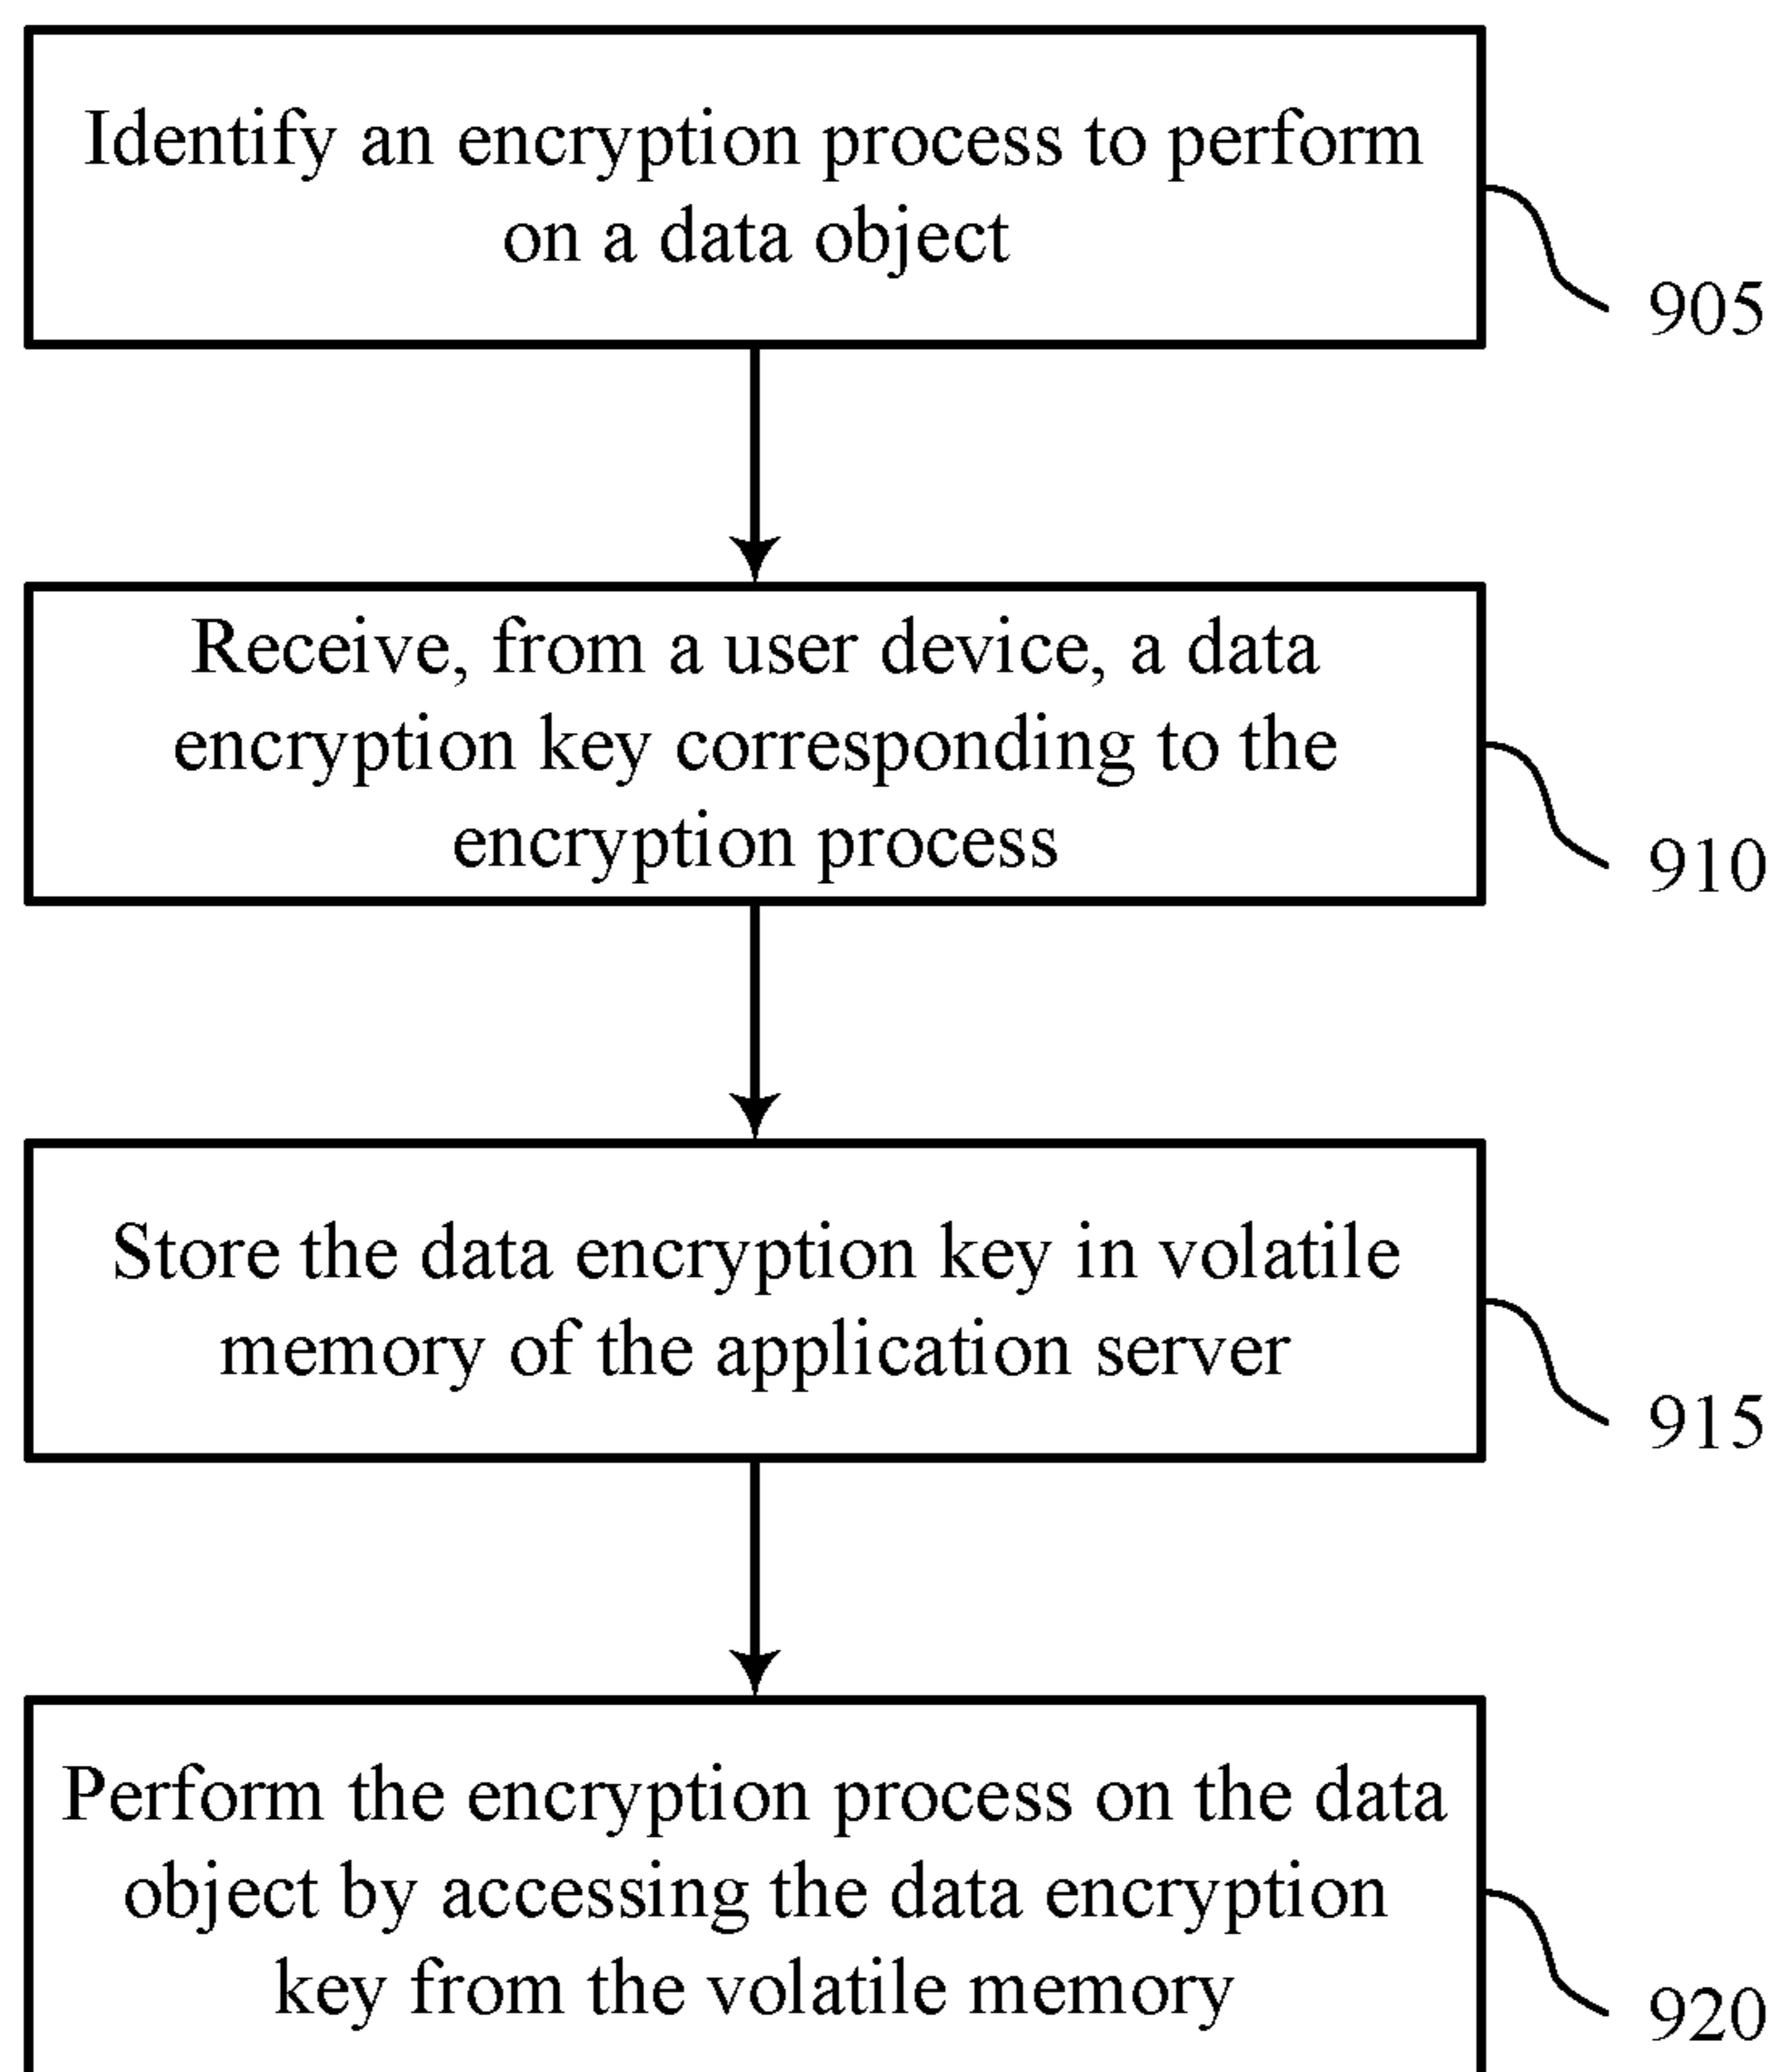 Identify an encryption process to perform
on a data object
905
Receive, from a user device, a data
encryption key corresponding to the
encryption process
910
Store the data encryption key in volatile
memory of the application server
915
Perform the encryption process on the data
object by accessing the data encryption
key from the volatile memory
920